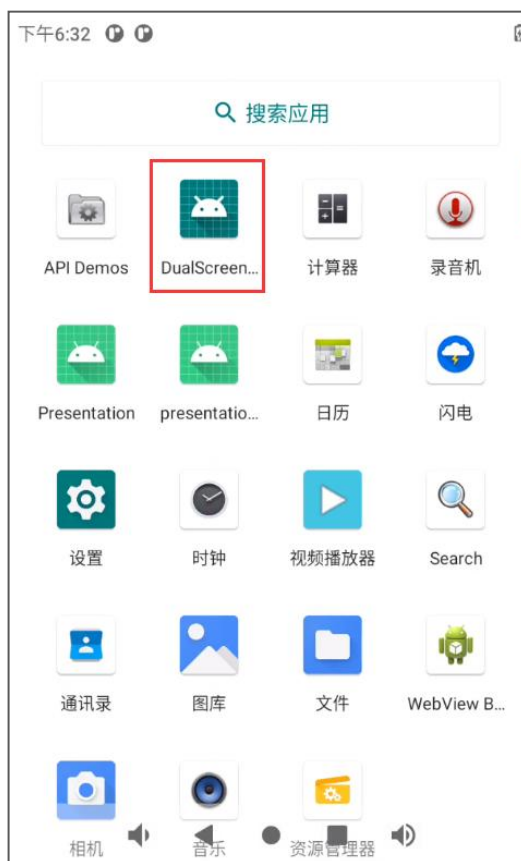 下午6:32
搜索应用
API Demos
DualScreen...
计算器
录音机
Presentation
presentatio...
日历
闪电
设置
时钟
视频播放器
Search
通讯录
图库
文件
WebView B...
相机
音乐
资源管理器